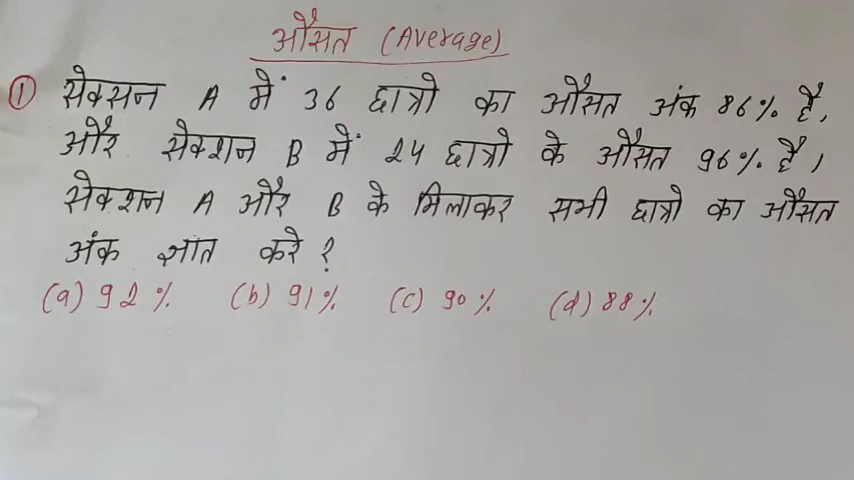 औसत (Average)
① सेक्सन A में 36 छात्रो का औसत अंक 86% है,
और सेक्शन B में 24 छात्रो के औसत 96% है,
सेक्शन A और B के मिलाकर सभी छात्रो का औसत
अंक ज्ञात करे ?
(a) 92% (b) 91% (c) 90% (d) 88%